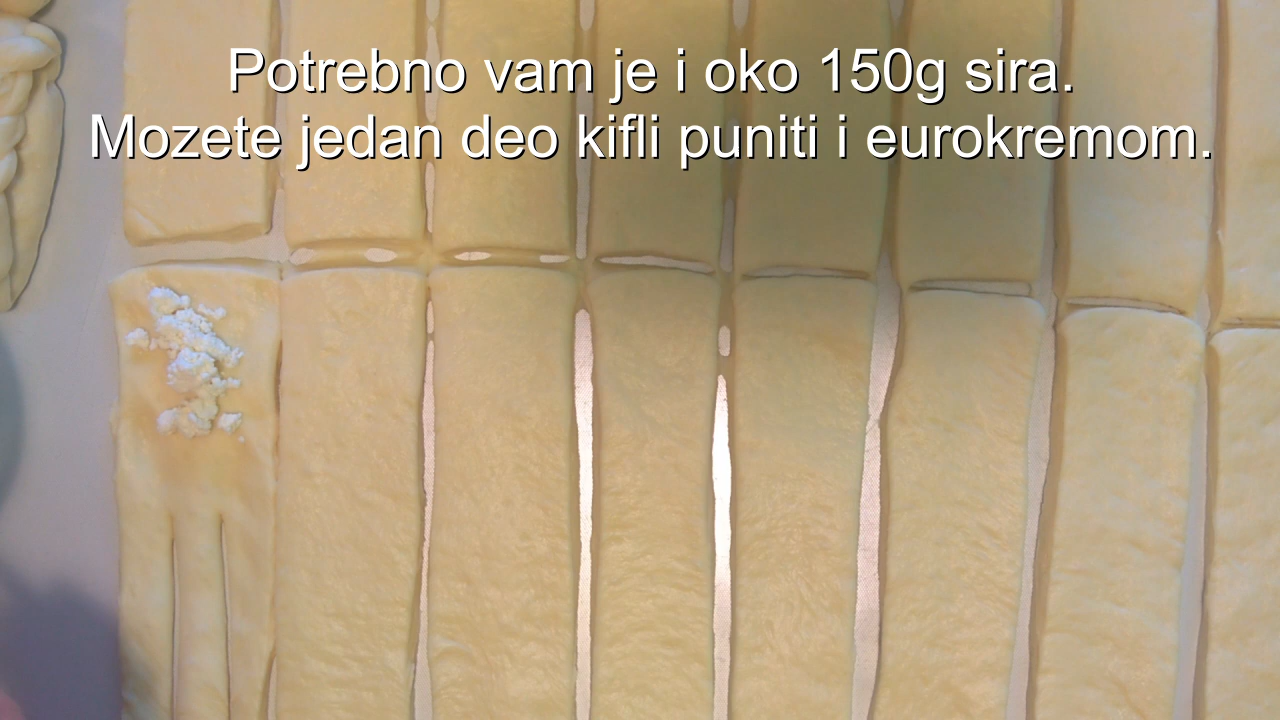 Potrebno vam je i oko 150g sira.
Mozete jedan deo kifli puniti i eurokremom.